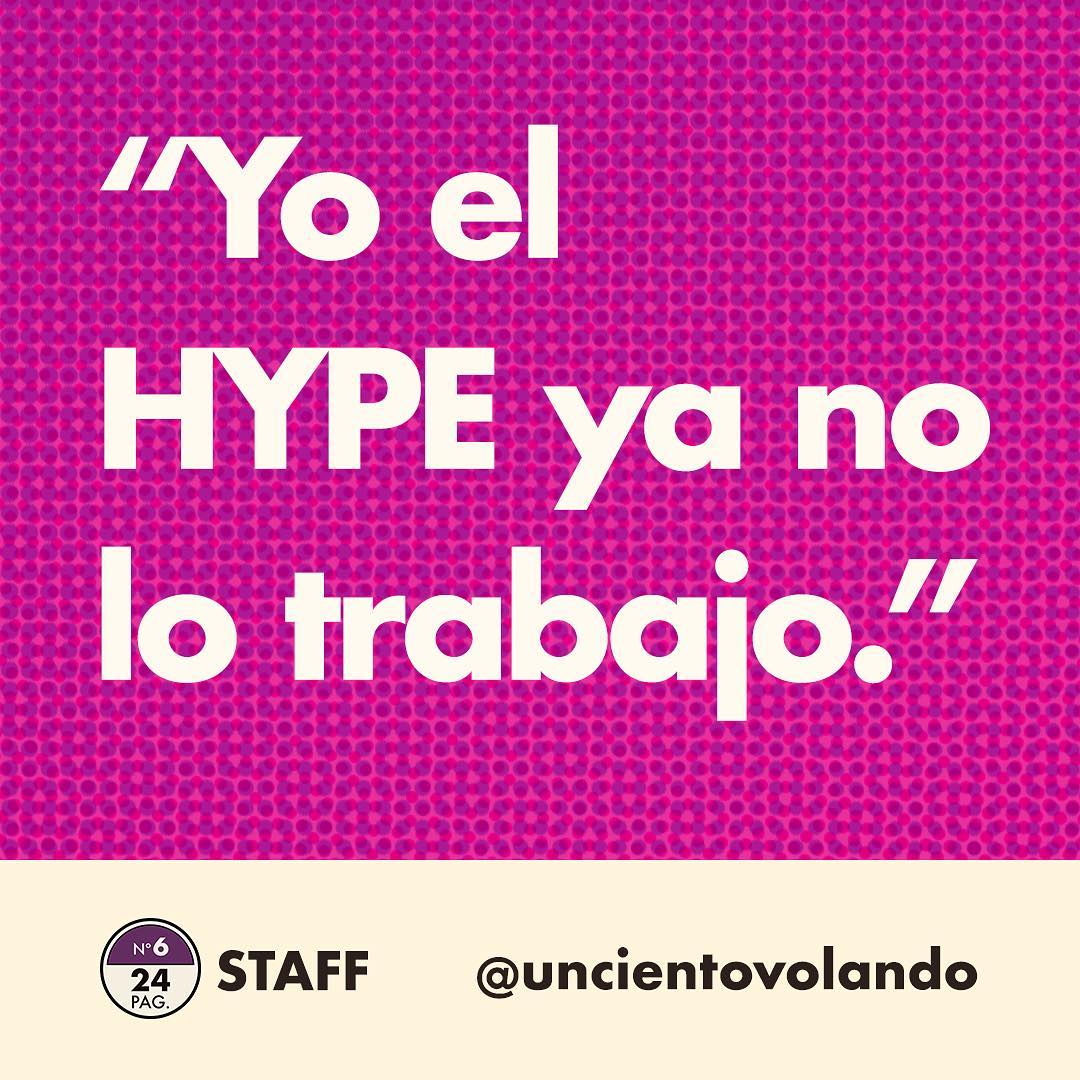 “Yo el
HYPE ya no
lo trabajo.”
Nº6
24
PAG.
STAFF
@uncientovolando